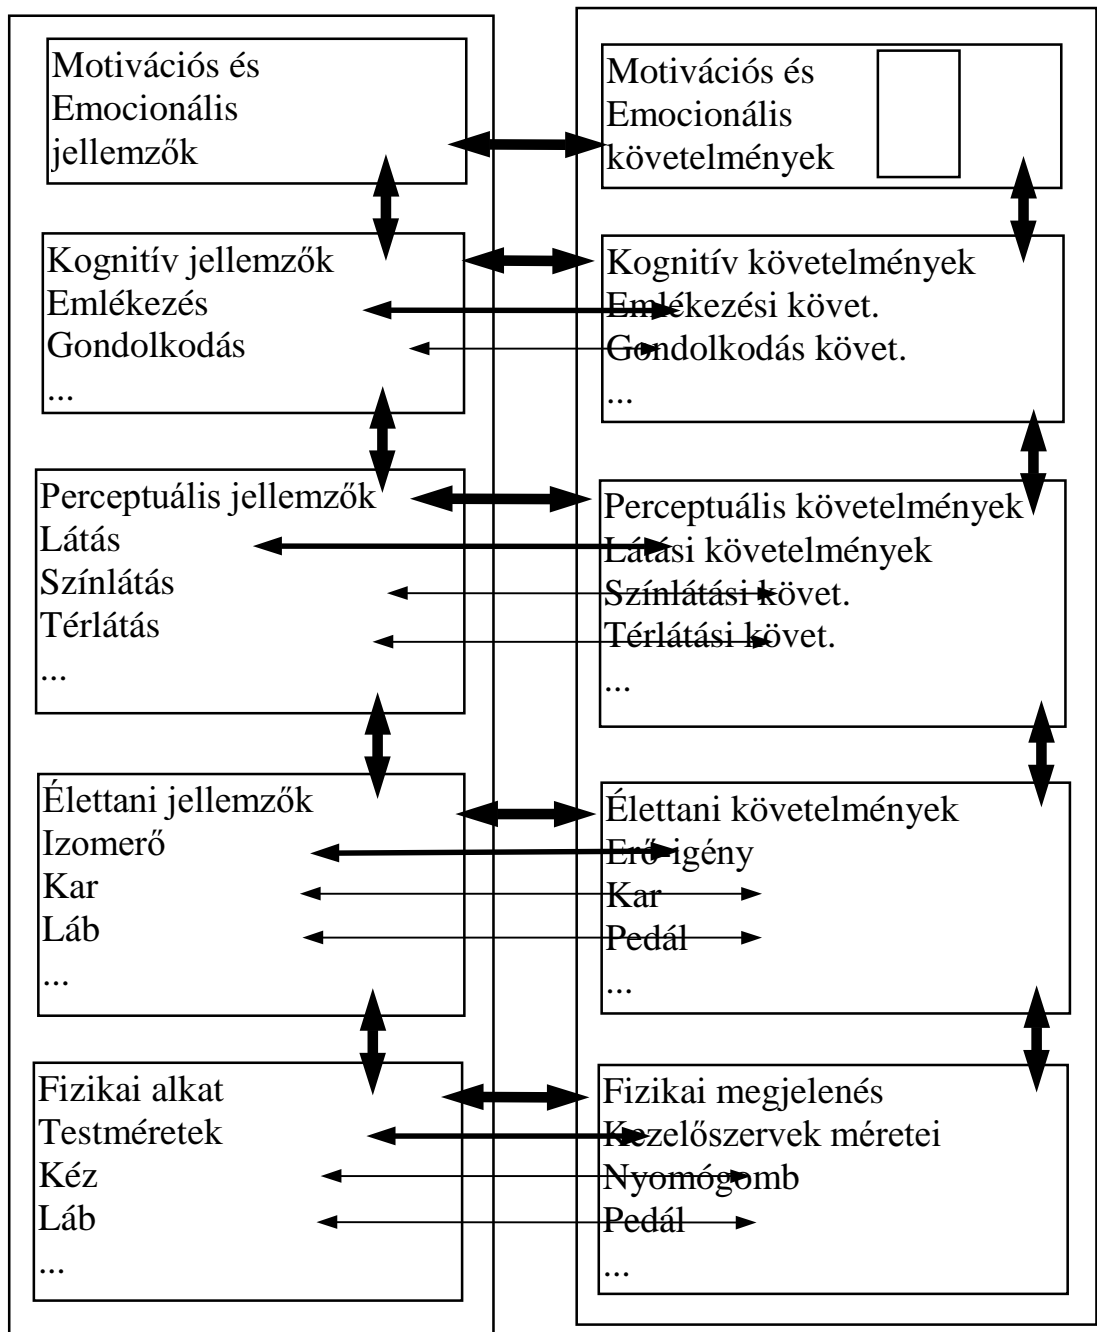 Motivációs és
Emocionális
jellemzők
Kognitív jellemzők
Emlékezés
Gondolkodás
...
Perceptuális jellemzők
Látás
Színlátás
Térlátás
...
Élettani jellemzők
Izomerő
Kar
Láb
...
Fizikai alkat
Testméretek
Kéz
Láb
...
Motivációs és
Emocionális
követelmények
Kognitív követelmények
Emlékezési követ.
Gondolkodás követ.
...
Perceptuális követelmények
Látási követelmények
Színlátási követ.
Térlátási követ.
...
Élettani követelmények
Erő-igény
Kar
Pedál
...
Fizikai megjelenés
Kezelőszervek méretei
Nyomógomb
Pedál
...